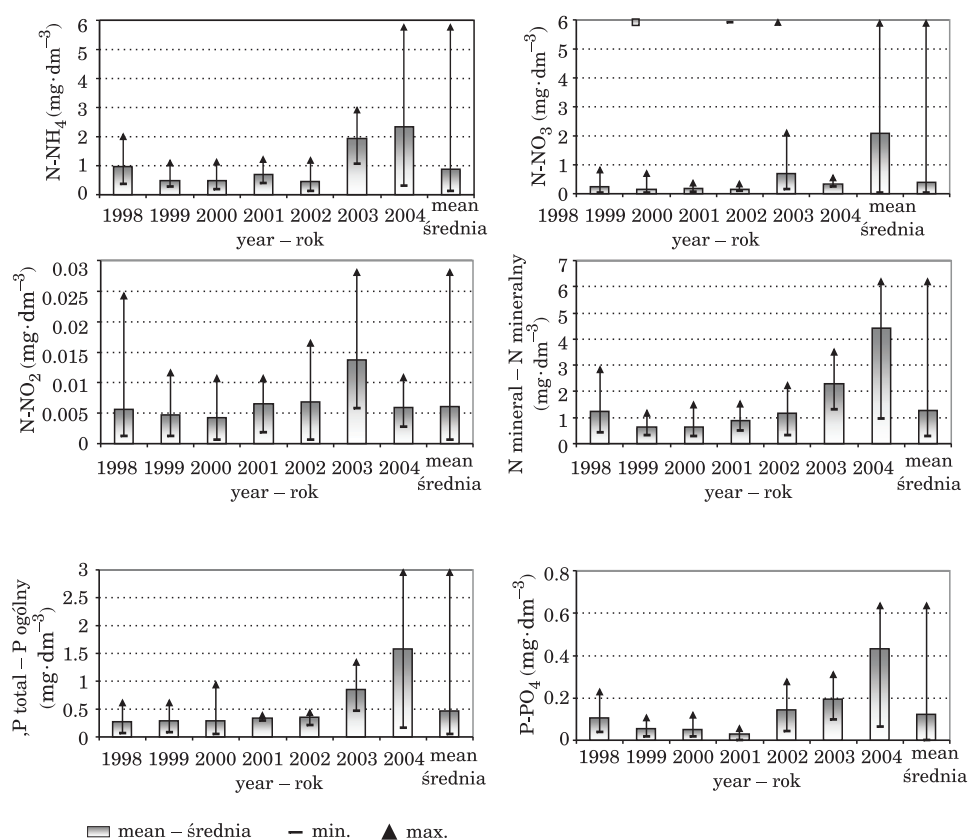 N-NH4 (mg·dm–3)
6
5
4
3
2
1
0
1998 1999 2000 2001 2002 2003 2004 mean średnia
year – rok
N-NO3 (mg·dm–3)
6
5
4
3
2
1
0
1998 1999 2000 2001 2002 2003 2004 mean średnia
year – rok
N-NO2 (mg·dm–3)
0.03
0.025
0.02
0.015
0.01
0.005
0
1998 1999 2000 2001 2002 2003 2004 mean średnia
year – rok
N mineral – N mineralny
(mg·dm–3)
7
6
5
4
3
2
1
0
1998 1999 2000 2001 2002 2003 2004 mean średnia
year – rok
,P total – P ogólny
(mg·dm–3)
3
2.5
2
1.5
1
0.5
0
1998 1999 2000 2001 2002 2003 2004 mean średnia
year – rok
P-PO4 (mg·dm–3)
0.8
0.6
0.4
0.2
0
1998 1999 2000 2001 2002 2003 2004 mean średnia
year – rok
mean – średnia min. max.